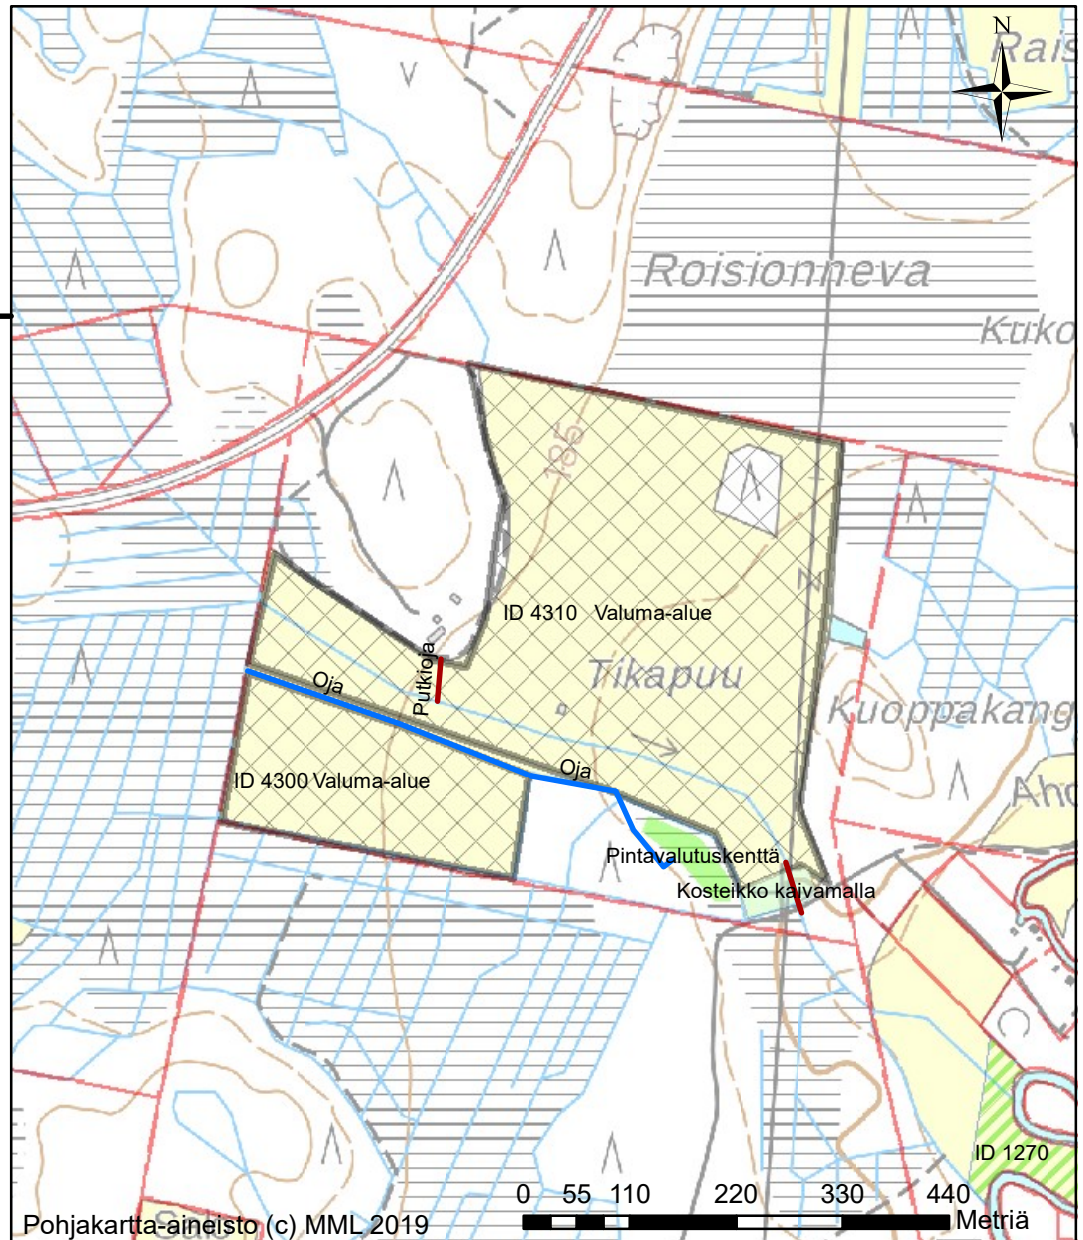 N
Rais
Roisionneva
Kuko
185
ID 4310 Valuma-alue
Putkioja
Oja
Tikapuu
Kuoppakang
ID 4300 Valuma-alue
Oja
Aho
Pintavalutuskenttä
Kosteikko kaivamalla
ID 1270
0 55 110 220 330 440
Metriä
Pohjakartta-aineisto (c) MML 2019